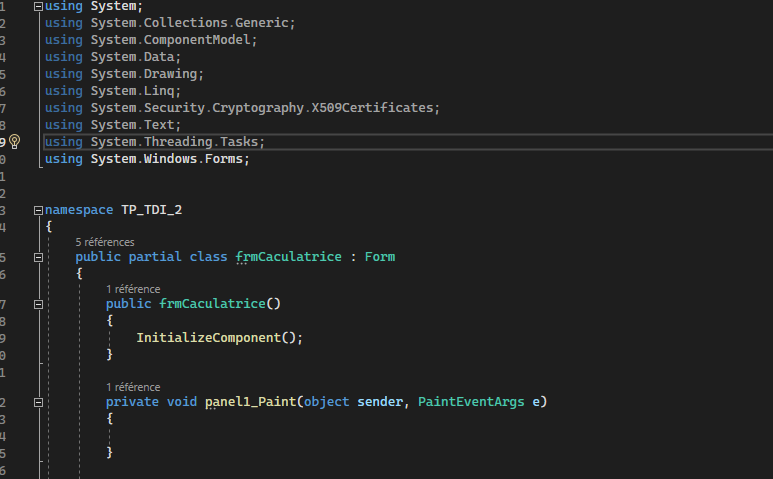 1 using System;
2 using System.Collections.Generic;
3 using System.ComponentModel;
4 using System.Data;
5 using System.Drawing;
6 using System.Linq;
7 using System.Security.Cryptography.X509Certificates;
8 using System.Text;
9 using System.Threading.Tasks;
0 using System.Windows.Forms;
1
2
3 namespace TP_TDI_2
4 {
5 références
5 public partial class frmCaculatrice : Form
6 {
1 référence
7 public frmCaculatrice()
8 {
9 InitializeComponent();
0 }
1
1 référence
2 private void panel1_Paint(object sender, PaintEventArgs e)
3 {
4
5 }
6